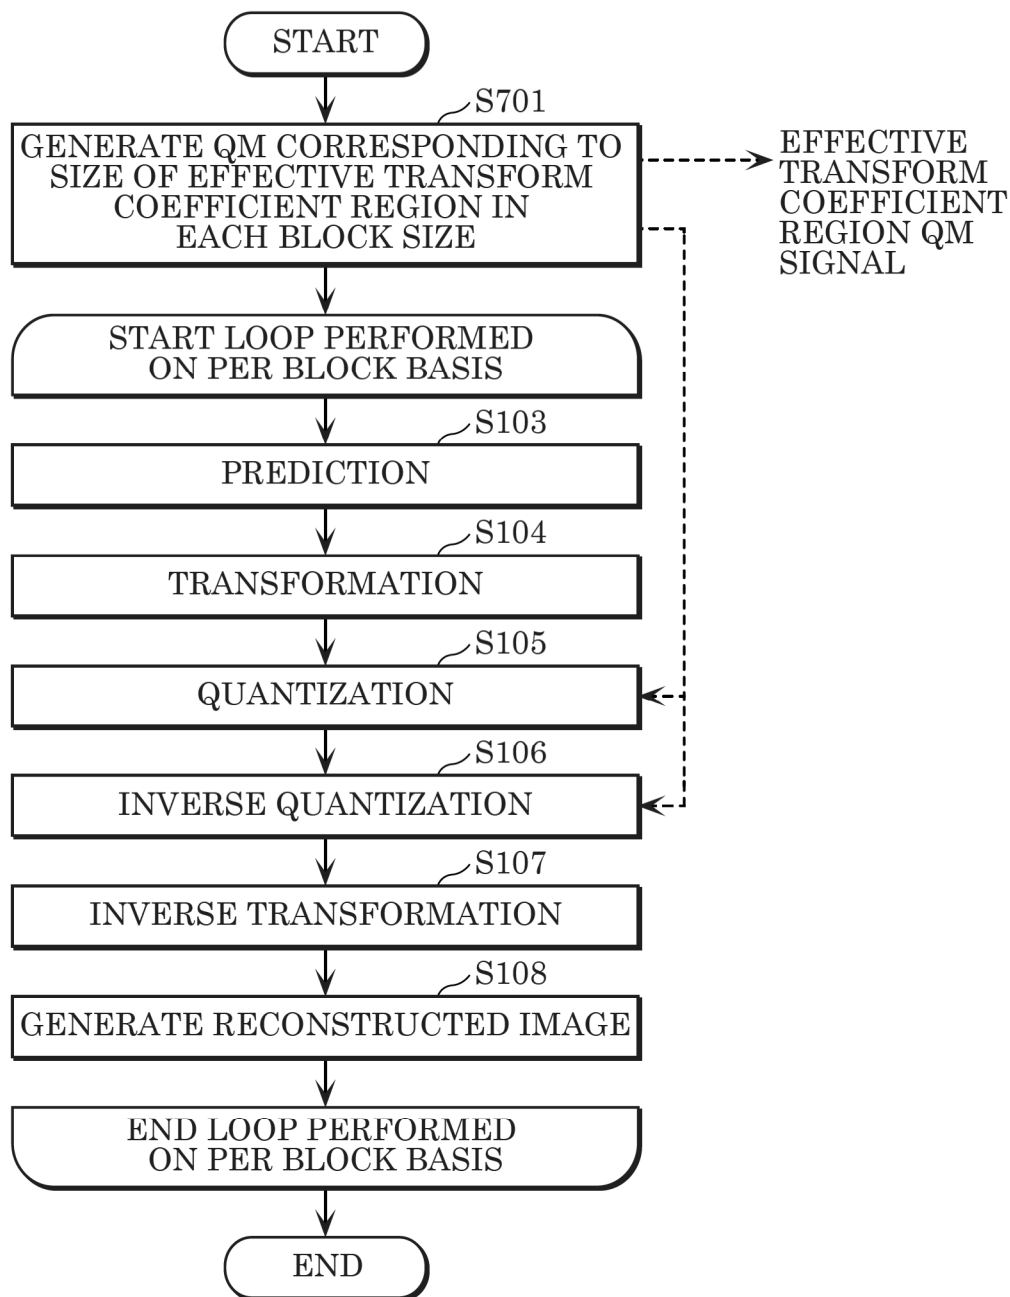 START
S701
GENERATE QM CORRESPONDING TO
SIZE OF EFFECTIVE TRANSFORM
COEFFICIENT REGION IN
EACH BLOCK SIZE
EFFECTIVE
TRANSFORM
COEFFICIENT
REGION QM
SIGNAL
START LOOP PERFORMED
ON PER BLOCK BASIS
S103
PREDICTION
S104
TRANSFORMATION
S105
QUANTIZATION
S106
INVERSE QUANTIZATION
S107
INVERSE TRANSFORMATION
S108
GENERATE RECONSTRUCTED IMAGE
END LOOP PERFORMED
ON PER BLOCK BASIS
END